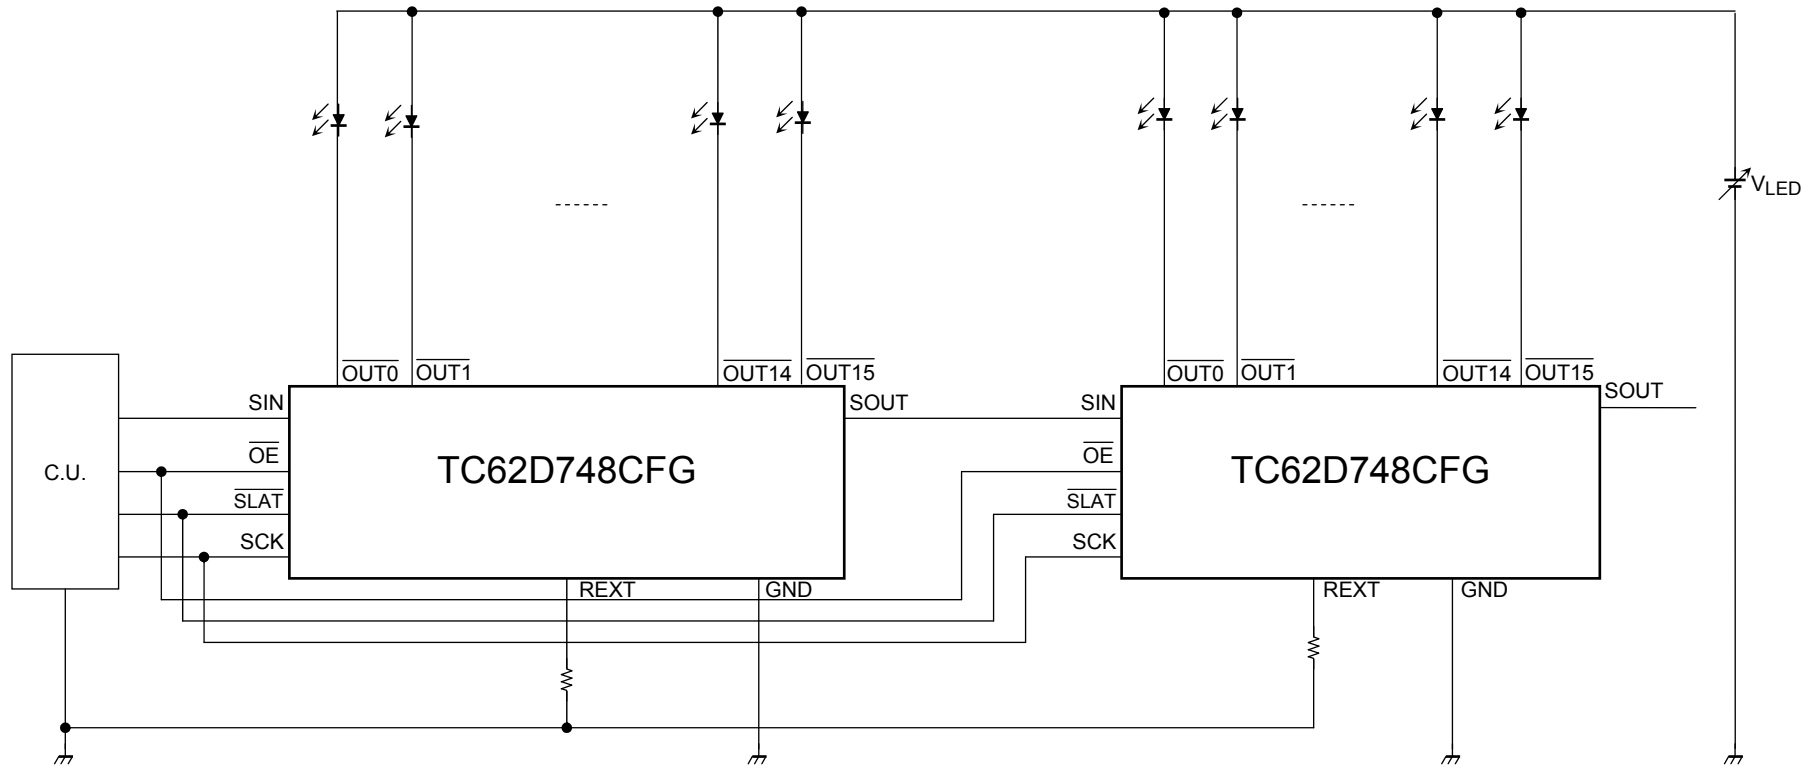 VLED
OUT0 OUT1 OUT14 OUT15 OUT0 OUT1 OUT14 OUT15
SIN SOUT SIN SOUT
C.U. OE TC62D748CFG OE TC62D748CFG
SLAT SLAT
SCK SCK
REXT GND REXT GND